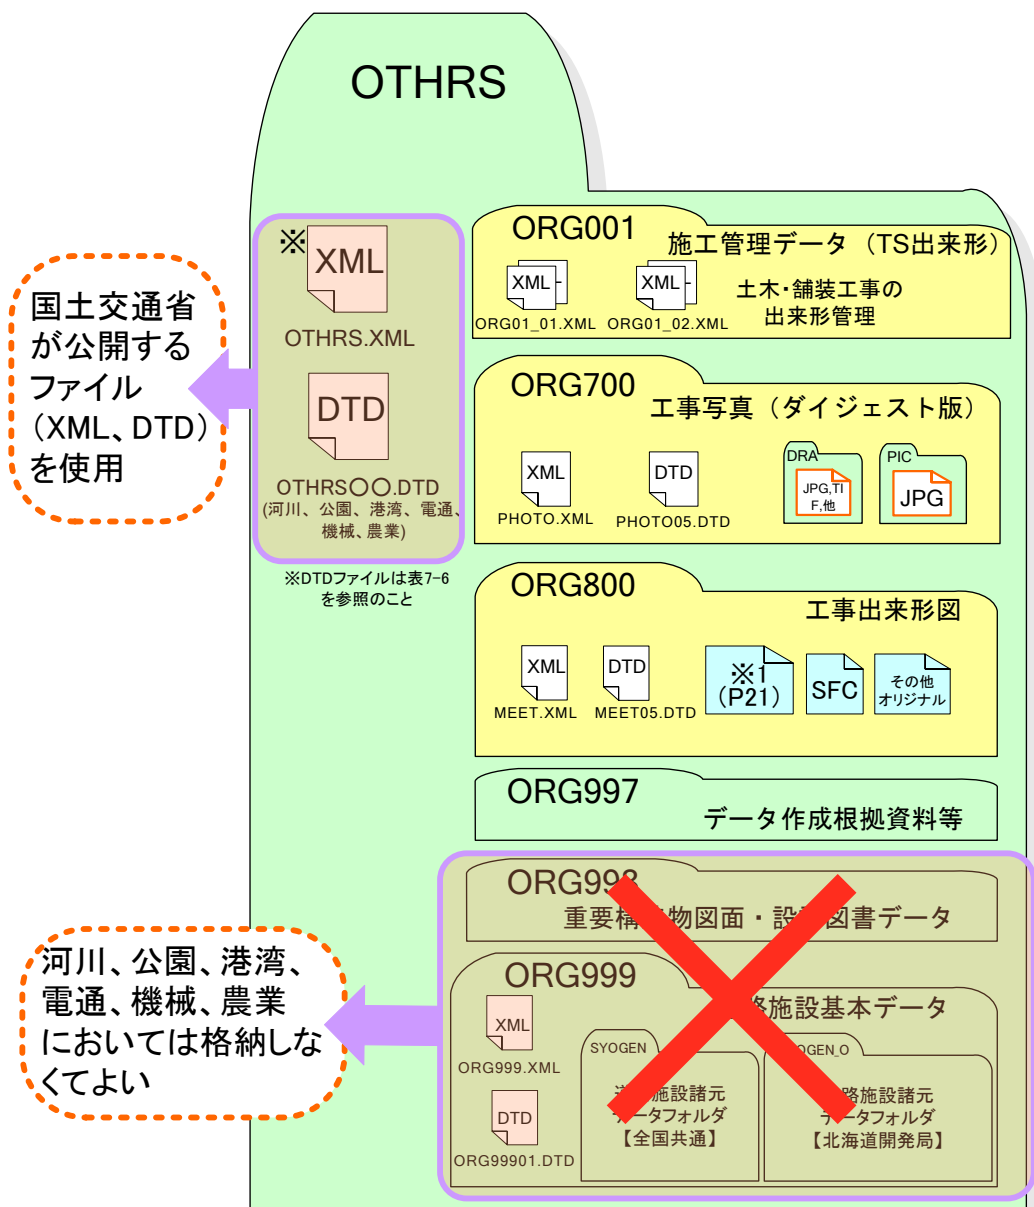 OTHRS
※
XML
OTHRS.XML
DTD
OTHRS○○.DTD
(河川、公園、港湾、電通、
機械、農業)
※DTDファイルは表7-6
を参照のこと
国土交通省
が公開する
ファイル
（XML、DTD）
を使用
ORG001
施工管理データ（TS出来形）
XML
XML
土木・舗装工事の
出来形管理
ORG01_01.XML
ORG01_02.XML
ORG700
工事写真（ダイジェスト版）
XML
PHOTO.XML
DTD
PHOTO05.DTD
DRA
JPG,TI
F,他
PIC
JPG
ORG800
工事出来形図
XML
MEET.XML
DTD
MEET05.DTD
※1
（P21）
SFC
その他
オリジナル
ORG997
データ作成根拠資料等
ORG998
重要構物図面・設図書データ
河川、公園、港湾、
電通、機械、農業
においては格納しな
くてよい
ORG999
路施設基本データ
XML
ORG999.XML
DTD
ORG99901.DTD
SYOGEN
施設諸元
データフォルダ
【全国共通】
OGEN_O
路施設諸元
データフォルダ
【北海道開発局】